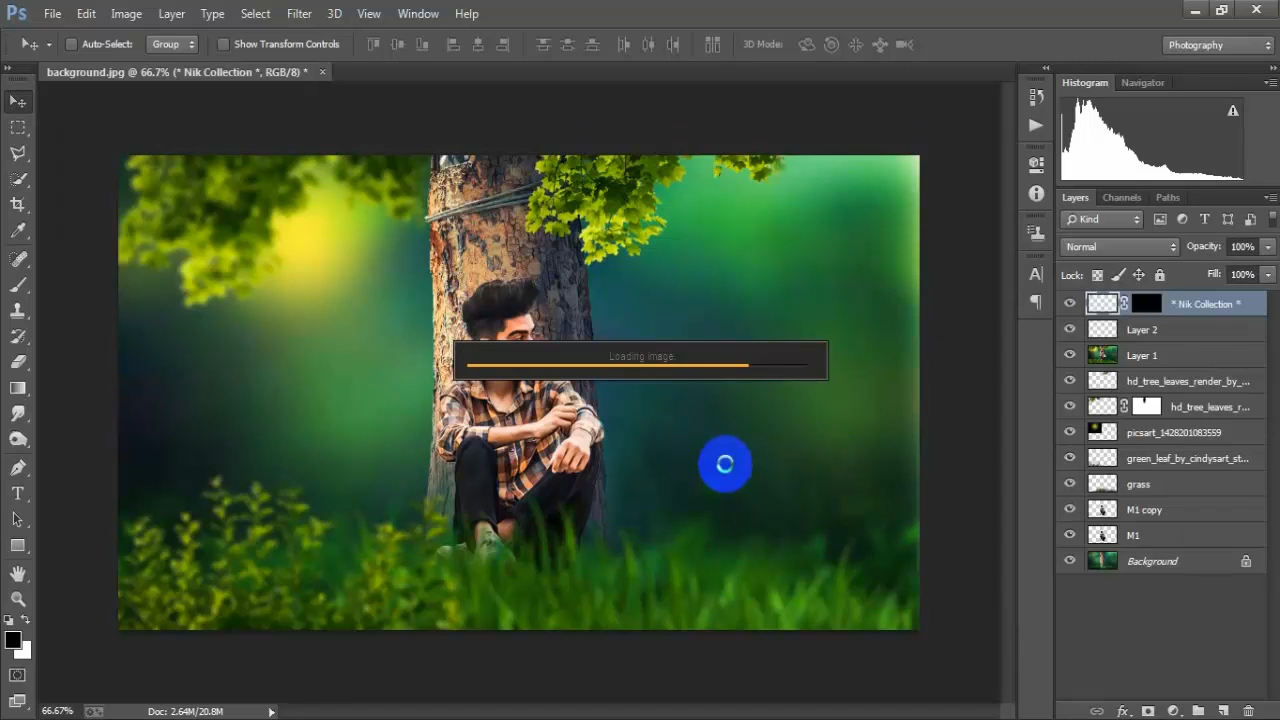 Ps File Edit Image Layer Type Select Filter 3D View Window Help
Auto-Select: Group Show Transform Controls 3D Mode: Photography
background.jpg @ 66.7% (* Nik Collection *, RGB/8) * ×
Histogram Navigator
Layers Channels Paths
Kind
Normal Opacity: 100%
Lock: Fill: 100%
* Nik Collection *
Layer 2
Layer 1
hd_tree_leaves_render_by_...
hd_tree_leaves_r...
picsart_1428201083559
green_leaf_by_cindysart_st...
grass
M1 copy
M1
Background
Loading image.
66.67% Doc: 2.64M/20.8M